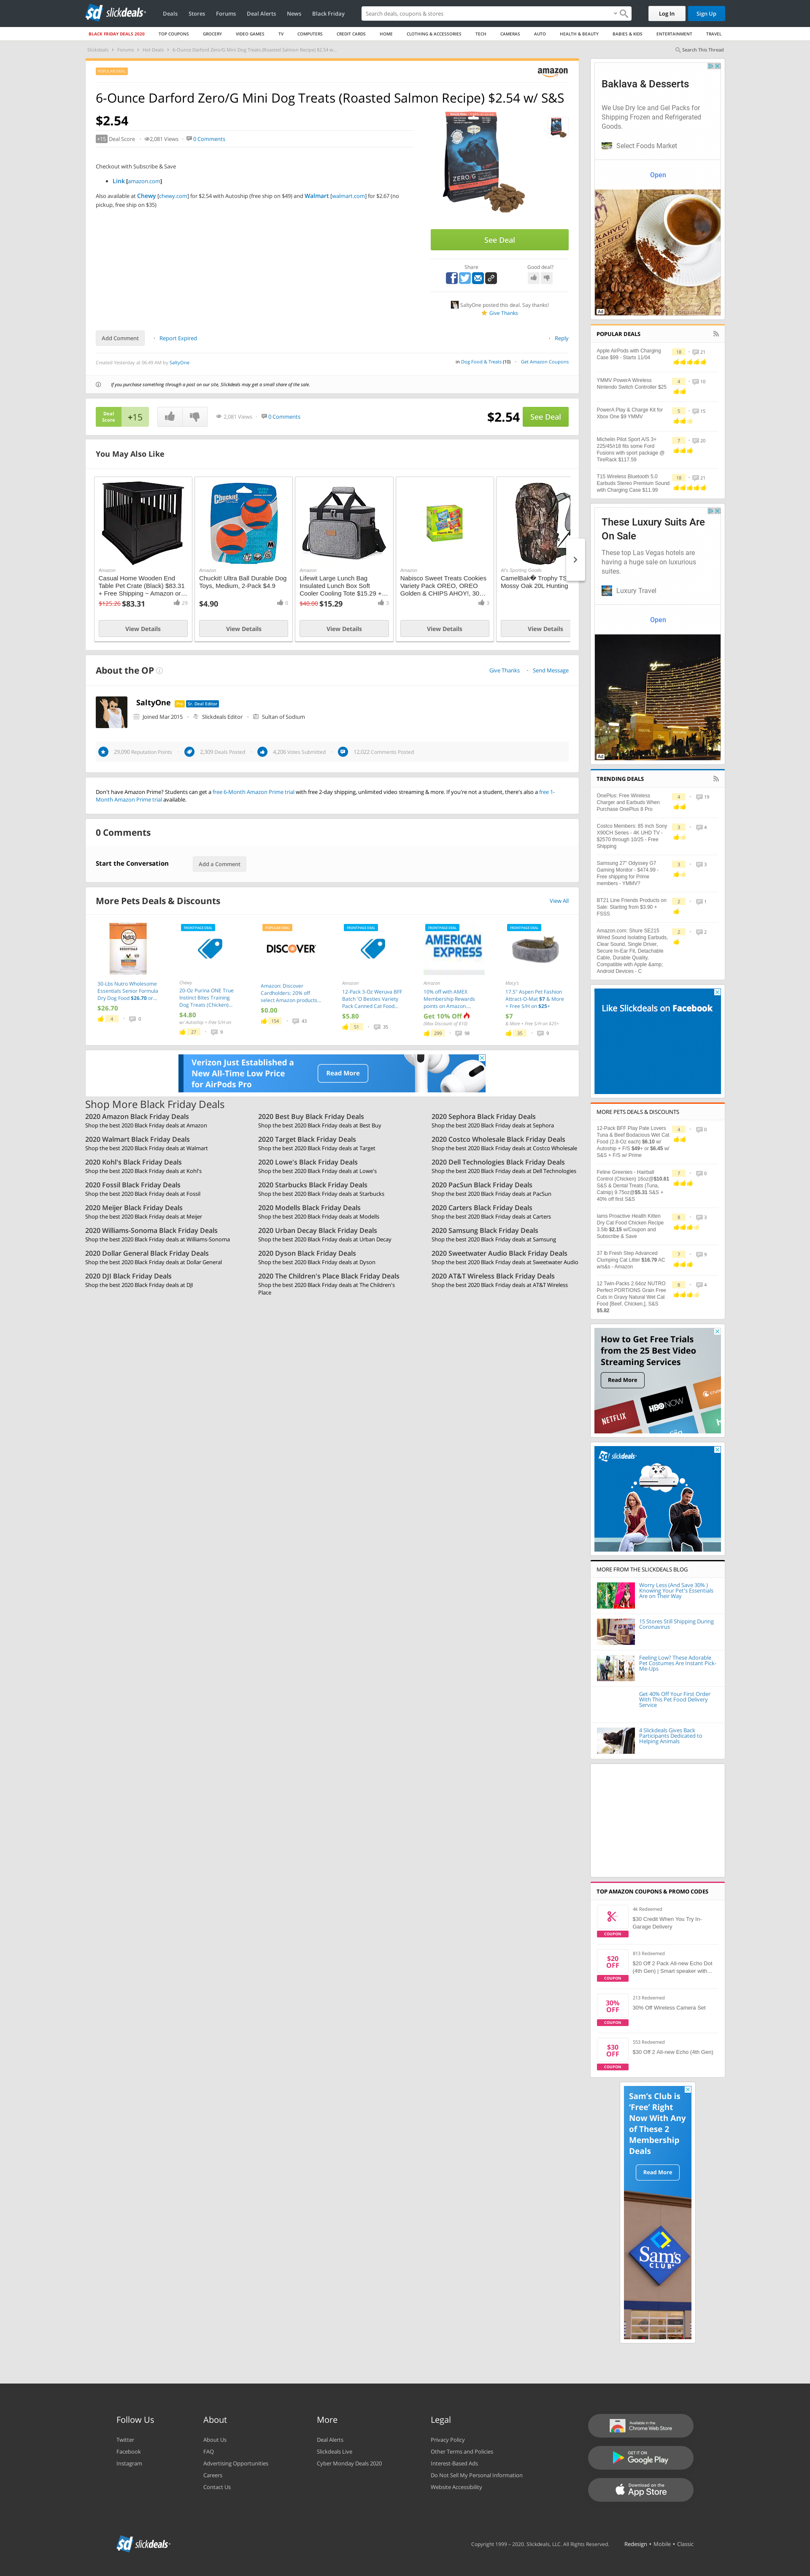 slickdeals
Deals Stores Forums Deal Alerts News Black Friday
Search deals, coupons & stores
Log In Sign Up
BLACK FRIDAY DEALS 2020 TOP COUPONS GROCERY VIDEO GAMES TV COMPUTERS CREDIT CARDS HOME CLOTHING & ACCESSORIES TECH CAMERAS AUTO HEALTH & BEAUTY BABIES & KIDS ENTERTAINMENT TRAVEL
Slickdeals > Forums > Hot Deals > 6-Ounce Darford Zero/G Mini Dog Treats (Roasted Salmon Recipe) $2.54 w...
Search This Thread
POPULAR DEAL
amazon
6-Ounce Darford Zero/G Mini Dog Treats (Roasted Salmon Recipe) $2.54 w/ S&S
$2.54
+15 Deal Score 2,081 Views 0 Comments
Checkout with Subscribe & Save
Link [amazon.com]
Also available at Chewy [chewy.com] for $2.54 with Autoship (free ship on $49) and Walmart [walmart.com] for $2.67 (no
pickup, free ship on $35)
See Deal
Share Good deal?
SaltyOne posted this deal. Say thanks!
Give Thanks
Add Comment Report Expired Reply
Created Yesterday at 06:49 AM by SaltyOne
in Dog Food & Treats (10) Get Amazon Coupons
If you purchase something through a post on our site, Slickdeals may get a small share of the sale.
Deal
Score
+15
2,081 Views 0 Comments
$2.54 See Deal
You May Also Like
Amazon
Casual Home Wooden End
Table Pet Crate (Black) $83.31
+ Free Shipping ~ Amazon or...
$125.26 $83.31 29
View Details
Amazon
Chuckit! Ultra Ball Durable Dog
Toys, Medium, 2-Pack $4.9
$4.90 0
View Details
Amazon
Lifewit Large Lunch Bag
Insulated Lunch Box Soft
Cooler Cooling Tote $15.29 +...
$40.00 $15.29 3
View Details
Amazon
Nabisco Sweet Treats Cookies
Variety Pack OREO, OREO
Golden & CHIPS AHOY!, 30...
3
View Details
Al's Sporting Goods
CamelBak� Trophy TS
Mossy Oak 20L Hunting
View Details
About the OP
Give Thanks Send Message
SaltyOne Pro Sr. Deal Editor
Joined Mar 2015 Slickdeals Editor Sultan of Sodium
29,090 Reputation Points 2,309 Deals Posted 4,206 Votes Submitted 12,022 Comments Posted
Don't have Amazon Prime? Students can get a free 6-Month Amazon Prime trial with free 2-day shipping, unlimited video streaming & more. If you're not a student, there's also a free 1-
Month Amazon Prime trial available.
0 Comments
Start the Conversation
Add a Comment
More Pets Deals & Discounts
View All
30-Lbs Nutro Wholesome
Essentials Senior Formula
Dry Dog Food $26.70 or...
$26.70
4 0
FRONTPAGE DEAL
Chewy
20-Oz Purina ONE True
Instinct Bites Training
Dog Treats (Chicken)...
$4.80
w/ Autoship + Free S/H on
27 9
POPULAR DEAL
DISCOVER
Amazon: Discover
Cardholders: 20% off
select Amazon products...
$0.00
154 43
FRONTPAGE DEAL
Amazon
12-Pack 3-Oz Weruva BFF
Batch 'O Besties Variety
Pack Canned Cat Food...
$5.80
51 35
FRONTPAGE DEAL
AMERICAN
EXPRESS
Amazon
10% off with AMEX
Membership Rewards
points on Amazon,...
Get 10% Off
(Max Discount of $10)
299 98
FRONTPAGE DEAL
Macy's
17.5" Aspen Pet Fashion
Attract-O-Mat $7 & More
+ Free S/H on $25+
$7
& More + Free S/H on $25+
35 9
Verizon Just Established a
New All-Time Low Price
for AirPods Pro
Read More
Shop More Black Friday Deals
2020 Amazon Black Friday Deals
Shop the best 2020 Black Friday deals at Amazon
2020 Best Buy Black Friday Deals
Shop the best 2020 Black Friday deals at Best Buy
2020 Sephora Black Friday Deals
Shop the best 2020 Black Friday deals at Sephora
2020 Walmart Black Friday Deals
Shop the best 2020 Black Friday deals at Walmart
2020 Target Black Friday Deals
Shop the best 2020 Black Friday deals at Target
2020 Costco Wholesale Black Friday Deals
Shop the best 2020 Black Friday deals at Costco Wholesale
2020 Kohl's Black Friday Deals
Shop the best 2020 Black Friday deals at Kohl's
2020 Lowe's Black Friday Deals
Shop the best 2020 Black Friday deals at Lowe's
2020 Dell Technologies Black Friday Deals
Shop the best 2020 Black Friday deals at Dell Technologies
2020 Fossil Black Friday Deals
Shop the best 2020 Black Friday deals at Fossil
2020 Starbucks Black Friday Deals
Shop the best 2020 Black Friday deals at Starbucks
2020 PacSun Black Friday Deals
Shop the best 2020 Black Friday deals at PacSun
2020 Meijer Black Friday Deals
Shop the best 2020 Black Friday deals at Meijer
2020 Modells Black Friday Deals
Shop the best 2020 Black Friday deals at Modells
2020 Carters Black Friday Deals
Shop the best 2020 Black Friday deals at Carters
2020 Williams-Sonoma Black Friday Deals
Shop the best 2020 Black Friday deals at Williams-Sonoma
2020 Urban Decay Black Friday Deals
Shop the best 2020 Black Friday deals at Urban Decay
2020 Samsung Black Friday Deals
Shop the best 2020 Black Friday deals at Samsung
2020 Dollar General Black Friday Deals
Shop the best 2020 Black Friday deals at Dollar General
2020 Dyson Black Friday Deals
Shop the best 2020 Black Friday deals at Dyson
2020 Sweetwater Audio Black Friday Deals
Shop the best 2020 Black Friday deals at Sweetwater Audio
2020 DJI Black Friday Deals
Shop the best 2020 Black Friday deals at DJI
2020 The Children's Place Black Friday Deals
Shop the best 2020 Black Friday deals at The Children's
Place
2020 AT&T Wireless Black Friday Deals
Shop the best 2020 Black Friday deals at AT&T Wireless
Baklava & Desserts
We Use Dry Ice and Gel Packs for
Shipping Frozen and Refrigerated
Goods.
Select Foods Market
Open
Ad
POPULAR DEALS
Apple AirPods with Charging
Case $99 - Starts 11/04
18 21
YMMV PowerA Wireless
Nintendo Switch Controller $25
4 10
PowerA Play & Charge Kit for
Xbox One $9 YMMV
5 15
Michelin Pilot Sport A/S 3+
225/45/r18 fits some Ford
Fusions with sport package @
TireRack $117.59
7 20
T15 Wireless Bluetooth 5.0
Earbuds Stereo Premium Sound
with Charging Case $11.99
18 21
These Luxury Suits Are
On Sale
These top Las Vegas hotels are
having a huge sale on luxurious
suites.
Luxury Travel
Open
Ad
TRENDING DEALS
OnePlus: Free Wireless
Charger and Earbuds When
Purchase OnePlus 8 Pro
4 19
Costco Members: 85 inch Sony
X90CH Series - 4K UHD TV -
$2570 through 10/25 - Free
Shipping
3 4
Samsung 27" Odyssey G7
Gaming Monitor - $474.99 -
Free shipping for Prime
members - YMMV?
3 3
BT21 Line Friends Products on
Sale: Starting from $3.90 +
FSSS
2 1
Amazon.com: Shure SE215
Wired Sound Isolating Earbuds,
Clear Sound, Single Driver,
Secure In-Ear Fit, Detachable
Cable, Durable Quality,
Compatible with Apple &amp;
Android Devices - C
2 2
Like Slickdeals on Facebook
MORE PETS DEALS & DISCOUNTS
12-Pack BFF Play Pate Lovers
Tuna & Beef Bodacious Wet Cat
Food (2.8-Oz each) $6.10 w/
Autoship + F/S $49+ or $6.45 w/
S&S + F/S w/ Prime
4 0
Feline Greenies - Hairball
Control (Chicken) 16oz@$10.61
S&S & Dental Treats (Tuna,
Catnip) 9.75oz@$5.31 S&S +
40% off first S&S
7 0
Iams Proactive Health Kitten
Dry Cat Food Chicken Recipe
3.5lb $2.15 w/Coupon and
Subscribe & Save
6 3
37 lb Fresh Step Advanced
Clumping Cat Litter $16,79 AC
w/s&s - Amazon
7 9
12 Twin-Packs 2.64oz NUTRO
Perfect PORTIONS Grain Free
Cuts in Gravy Natural Wet Cat
Food [Beef, Chicken,], S&S
$5.82
8 4
How to Get Free Trials
from the 25 Best Video
Streaming Services
Read More
NETFLIX HBO NOW
slickdeals
MORE FROM THE SLICKDEALS BLOG
Worry Less (And Save 30% )
Knowing Your Pet's Essentials
Are on Their Way
15 Stores Still Shipping During
Coronavirus
Feeling Low? These Adorable
Pet Costumes Are Instant Pick-
Me-Ups
Get 40% Off Your First Order
With This Pet Food Delivery
Service
4 Slickdeals Gives Back
Participants Dedicated to
Helping Animals
TOP AMAZON COUPONS & PROMO CODES
4k Redeemed
$30 Credit When You Try In-
Garage Delivery
COUPON
813 Redeemed
$20
OFF
$20 Off 2 Pack All-new Echo Dot
(4th Gen) | Smart speaker with...
COUPON
213 Redeemed
30%
OFF
30% Off Wireless Camera Set
COUPON
553 Redeemed
$30
OFF
$30 Off 2 All-new Echo (4th Gen)
COUPON
Sam's Club is
'Free' Right
Now With Any
of These 2
Membership
Deals
Read More
Sam's
CLUB
Follow Us
Twitter
Facebook
Instagram
About
About Us
FAQ
Advertising Opportunities
Careers
Contact Us
More
Deal Alerts
Slickdeals Live
Cyber Monday Deals 2020
Legal
Privacy Policy
Other Terms and Policies
Interest-Based Ads
Do Not Sell My Personal Information
Website Accessibility
Available in the
Chrome Web Store
GET IT ON
Google Play
Download on the
App Store
slickdeals
Copyright 1999 – 2020. Slickdeals, LLC. All Rights Reserved. Redesign • Mobile • Classic